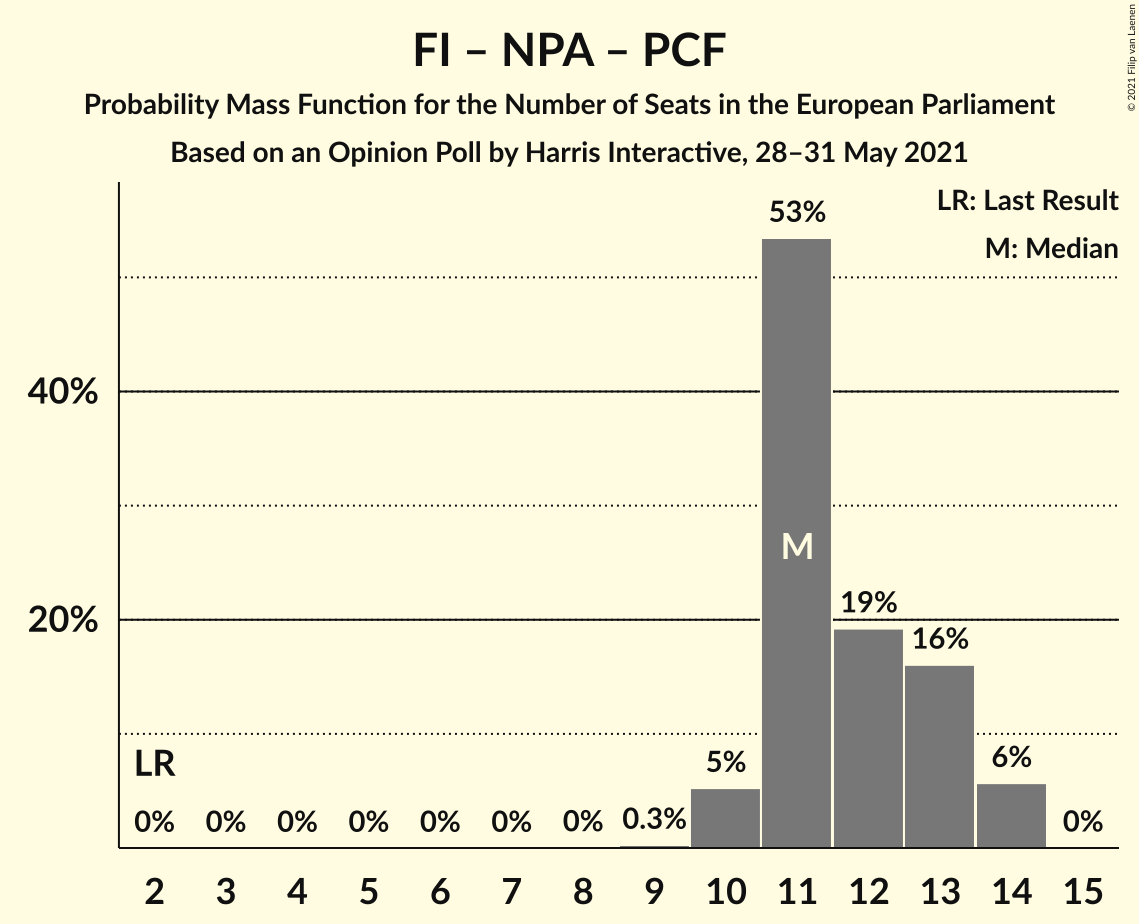 FI – NPA – PCF
Probability Mass Function for the Number of Seats in the European Parliament
Based on an Opinion Poll by Harris Interactive, 28–31 May 2021
© 2021 Filip van Laenen
LR: Last Result
M: Median
53%
40%
M
20%
19%
16%
LR
5%
6%
0% 0% 0% 0% 0% 0% 0% 0.3% 0%
2 3 4 5 6 7 8 9 10 11 12 13 14 15